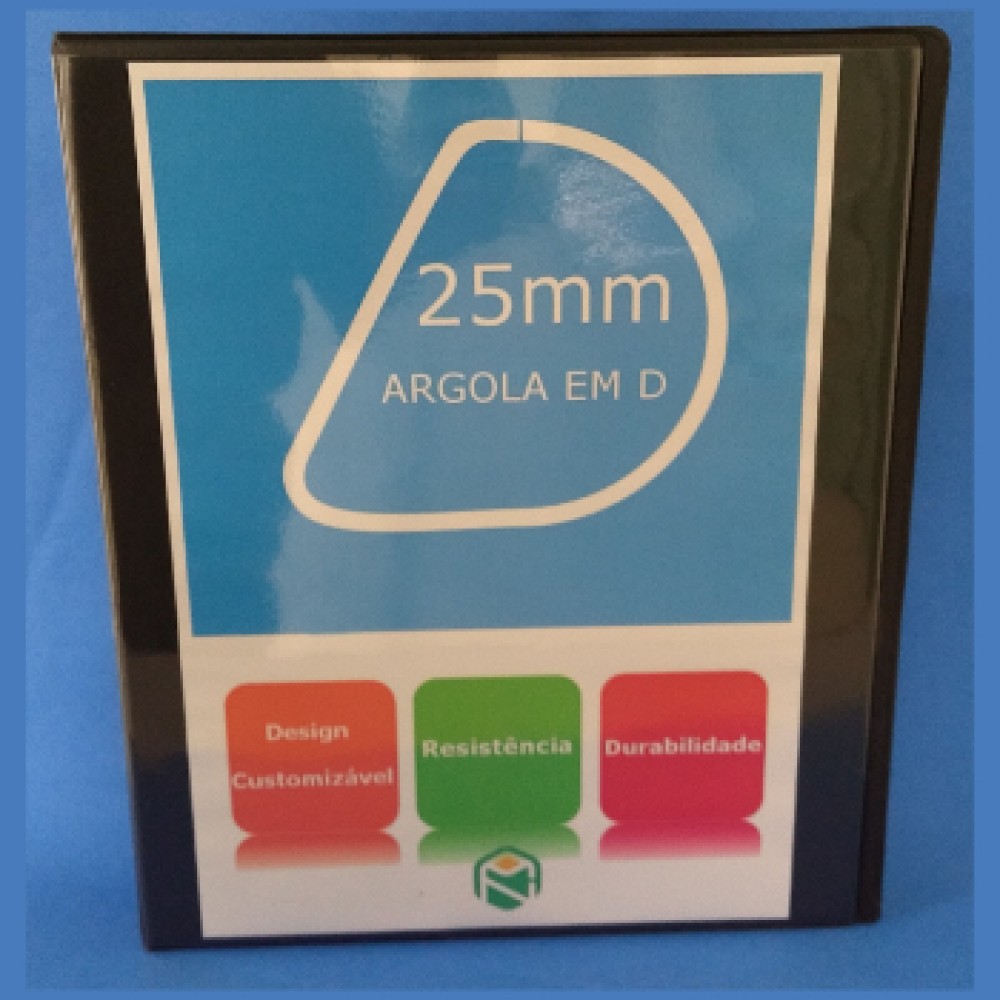 25mm
ARGOLA EM D
Design
Customizável
Resistência
Durabilidade